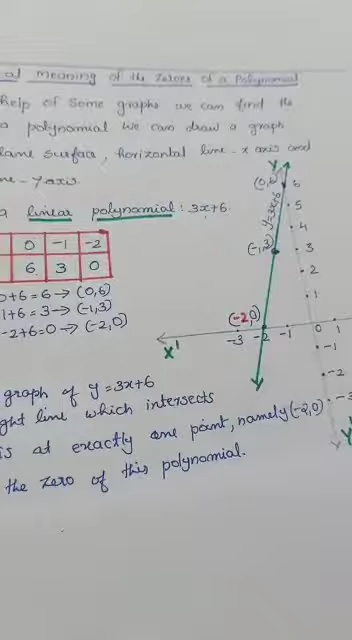 al meaning of the zeroes of a Polynomial
help of some graphs we can find the
a polynomial we can draw a graph
lane surface, horizontal line - x axis and
ne - y axis.
a linear polynomial : 3x+6.
0 -1 -2
6 3 0
0+6=6 → (0,6)
1+6=3 → (-1,3)
-2+6=0 → (-2,0)
graph of y=3x+6
ght line which intersects
is at exactly one point, namely (-2,0)
the zero of this polynomial.
Y
(0,6) 6
y=3x+6
5
4
(-1,3) 3
2
1
(-2,0)
X' -3 -2 -1 0 1
-1
-2
-3
Y'